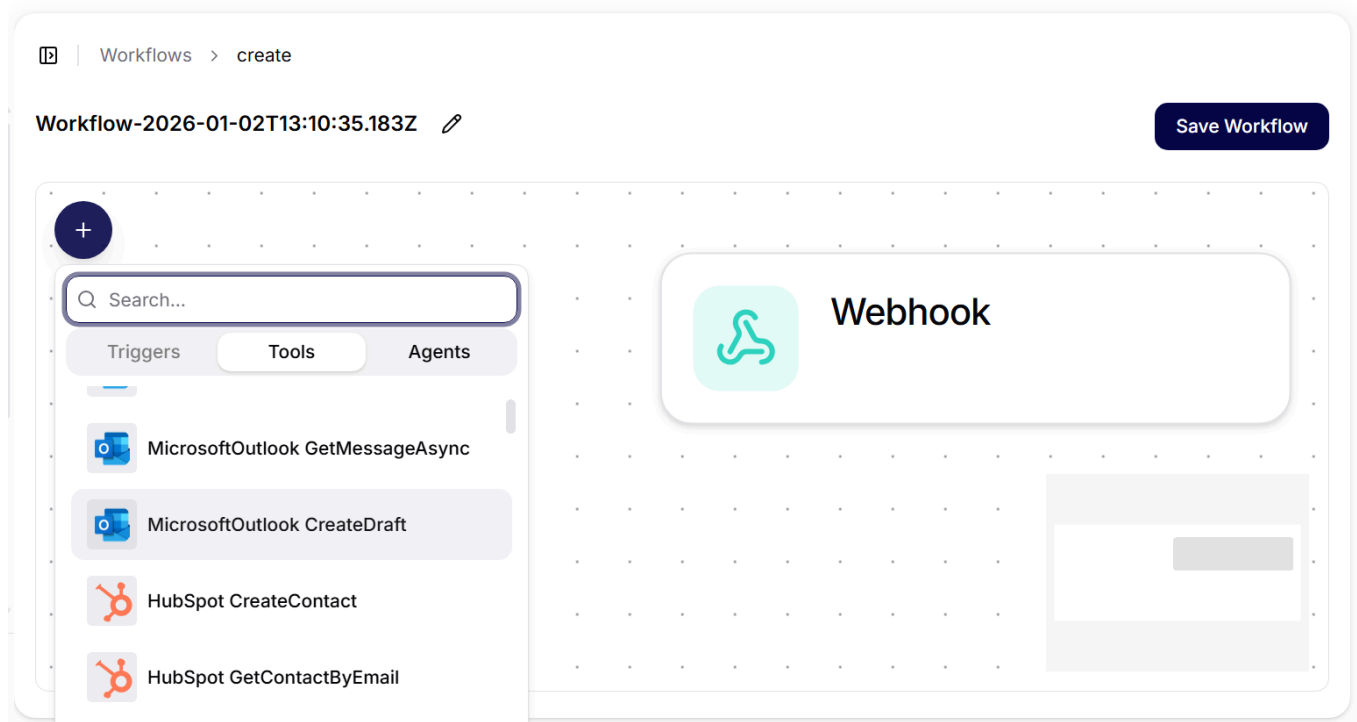 Workflows > create
Workflow-2026-01-02T13:10:35.183Z
Save Workflow
+
Search...
Triggers Tools Agents
MicrosoftOutlook GetMessageAsync
MicrosoftOutlook CreateDraft
HubSpot CreateContact
HubSpot GetContactByEmail
Webhook